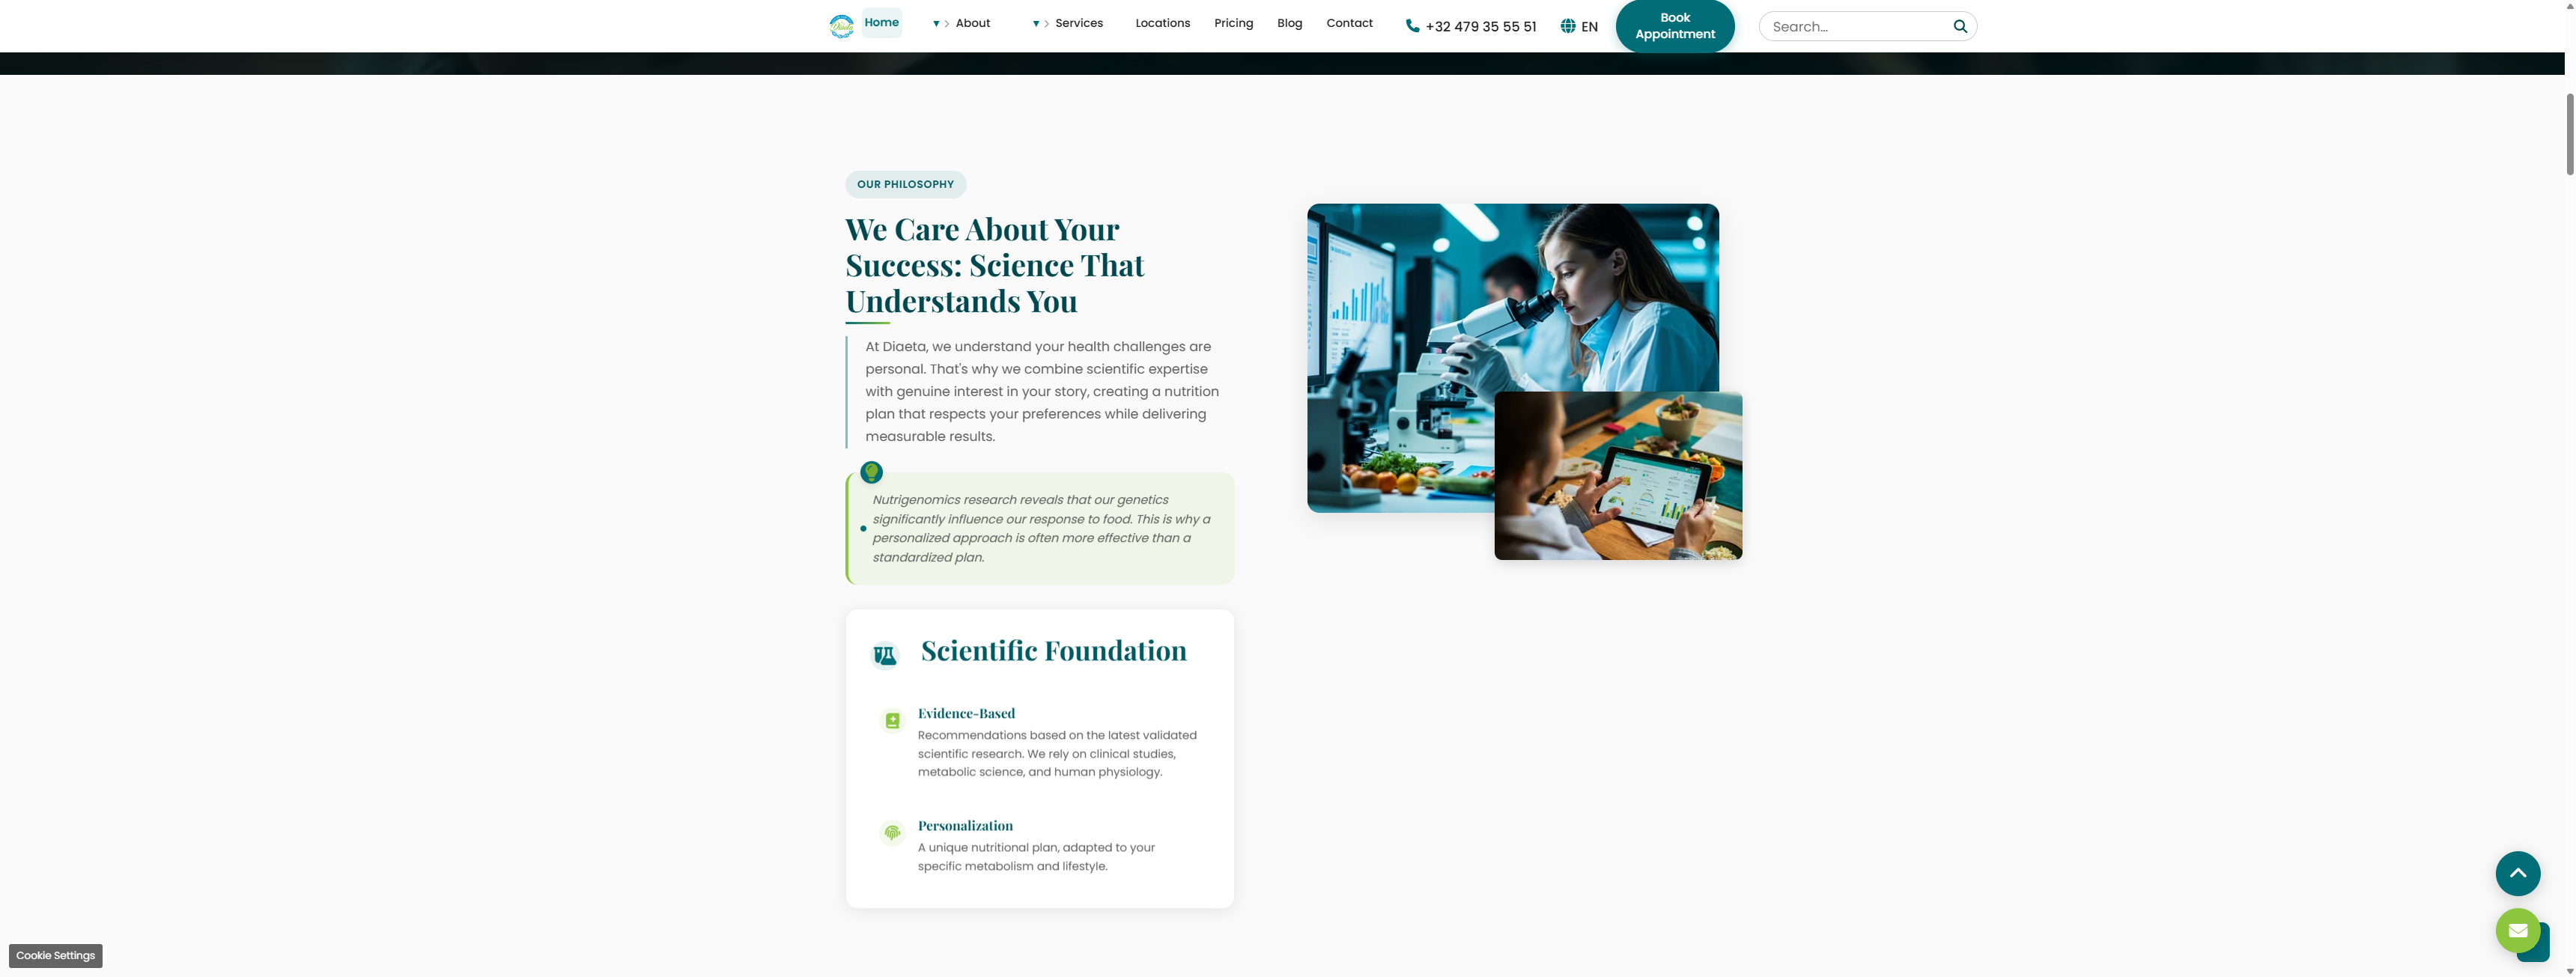 Home
About
Services
Locations
Pricing
Blog
Contact
+32 479 35 55 51
EN
Book
Appointment
Search...
OUR PHILOSOPHY
We Care About Your
Success: Science That
Understands You
At Diaeta, we understand your health challenges are
personal. That's why we combine scientific expertise
with genuine interest in your story, creating a nutrition
plan that respects your preferences while delivering
measurable results.
Nutrigenomics research reveals that our genetics
significantly influence our response to food. This is why a
personalized approach is often more effective than a
standardized plan.
Scientific Foundation
Evidence-Based
Recommendations based on the latest validated
scientific research. We rely on clinical studies,
metabolic science, and human physiology.
Personalization
A unique nutritional plan, adapted to your
specific metabolism and lifestyle.
Cookie Settings